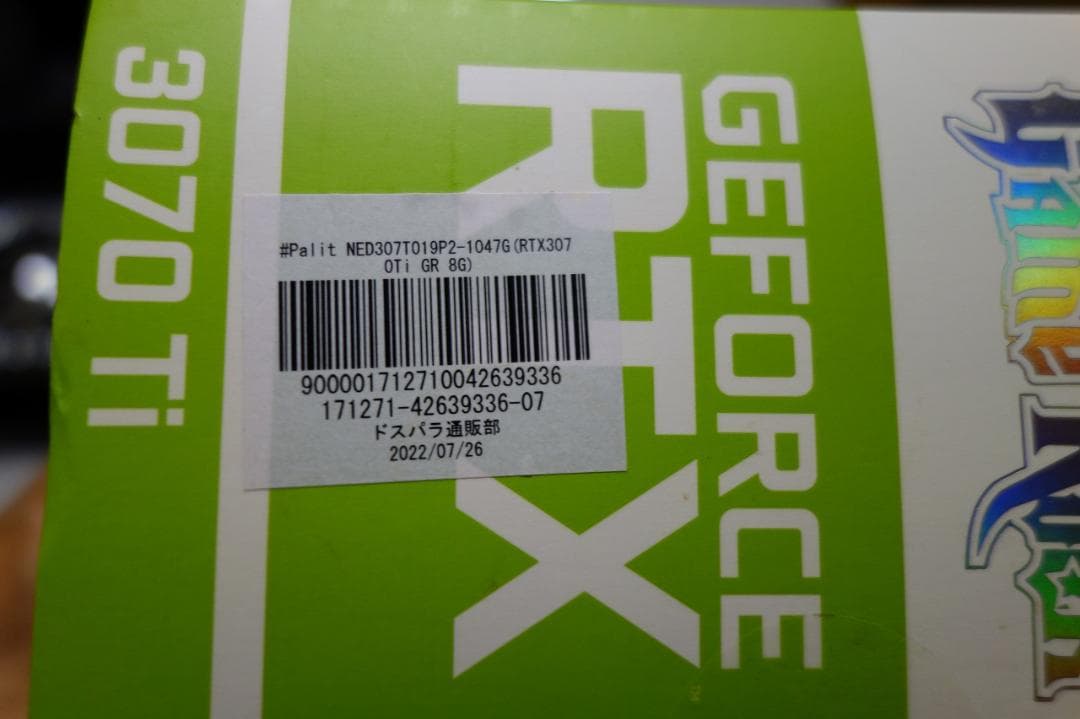 GEFORCE
RTX
3070 Ti
#Palit NED307T019P2-1047G(RTX307
0Ti GR 8G)
900001712710042639336
171271-42639336-07
ドスパラ通販部
2022/07/26